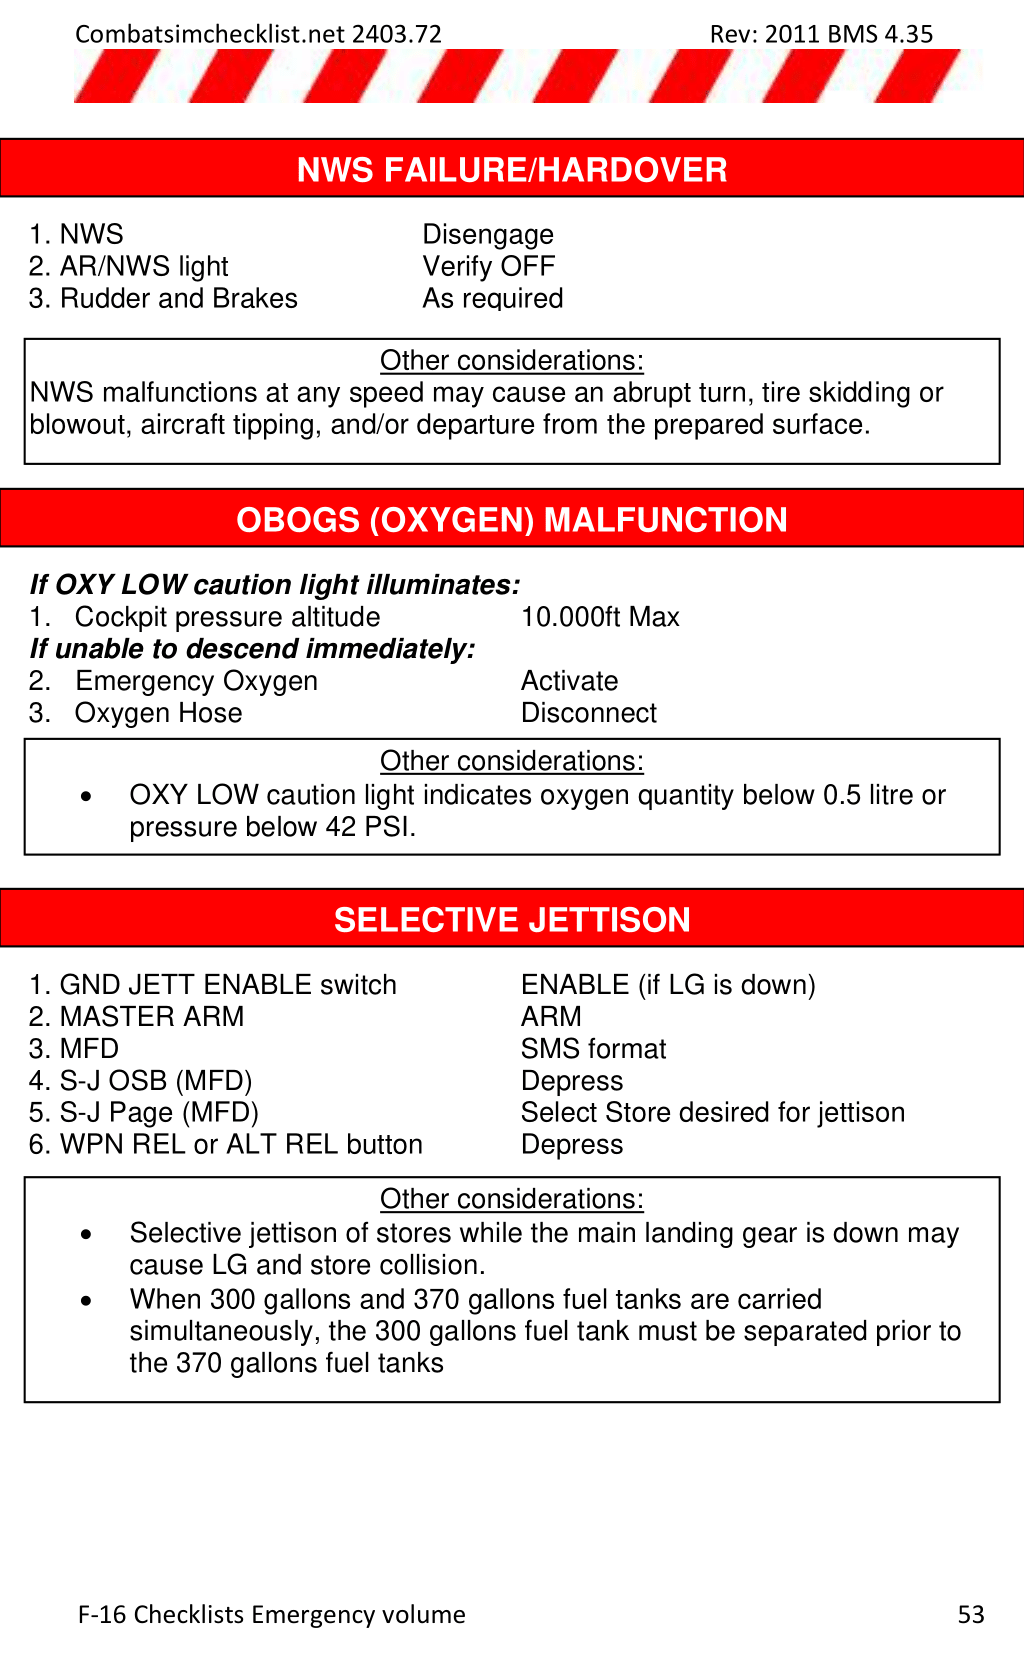 Combatsimchecklist.net 2403.72 Rev: 2011 BMS 4.35
NWS FAILURE/HARDOVER
1. NWS Disengage
2. AR/NWS light Verify OFF
3. Rudder and Brakes As required
Other considerations:
NWS malfunctions at any speed may cause an abrupt turn, tire skidding or
blowout, aircraft tipping, and/or departure from the prepared surface.
OBOGS (OXYGEN) MALFUNCTION
If OXY LOW caution light illuminates:
1. Cockpit pressure altitude 10.000ft Max
If unable to descend immediately:
2. Emergency Oxygen Activate
3. Oxygen Hose Disconnect
Other considerations:
• OXY LOW caution light indicates oxygen quantity below 0.5 litre or
pressure below 42 PSI.
SELECTIVE JETTISON
1. GND JETT ENABLE switch ENABLE (if LG is down)
2. MASTER ARM ARM
3. MFD SMS format
4. S-J OSB (MFD) Depress
5. S-J Page (MFD) Select Store desired for jettison
6. WPN REL or ALT REL button Depress
Other considerations:
• Selective jettison of stores while the main landing gear is down may
cause LG and store collision.
• When 300 gallons and 370 gallons fuel tanks are carried
simultaneously, the 300 gallons fuel tank must be separated prior to
the 370 gallons fuel tanks
F-16 Checklists Emergency volume 53